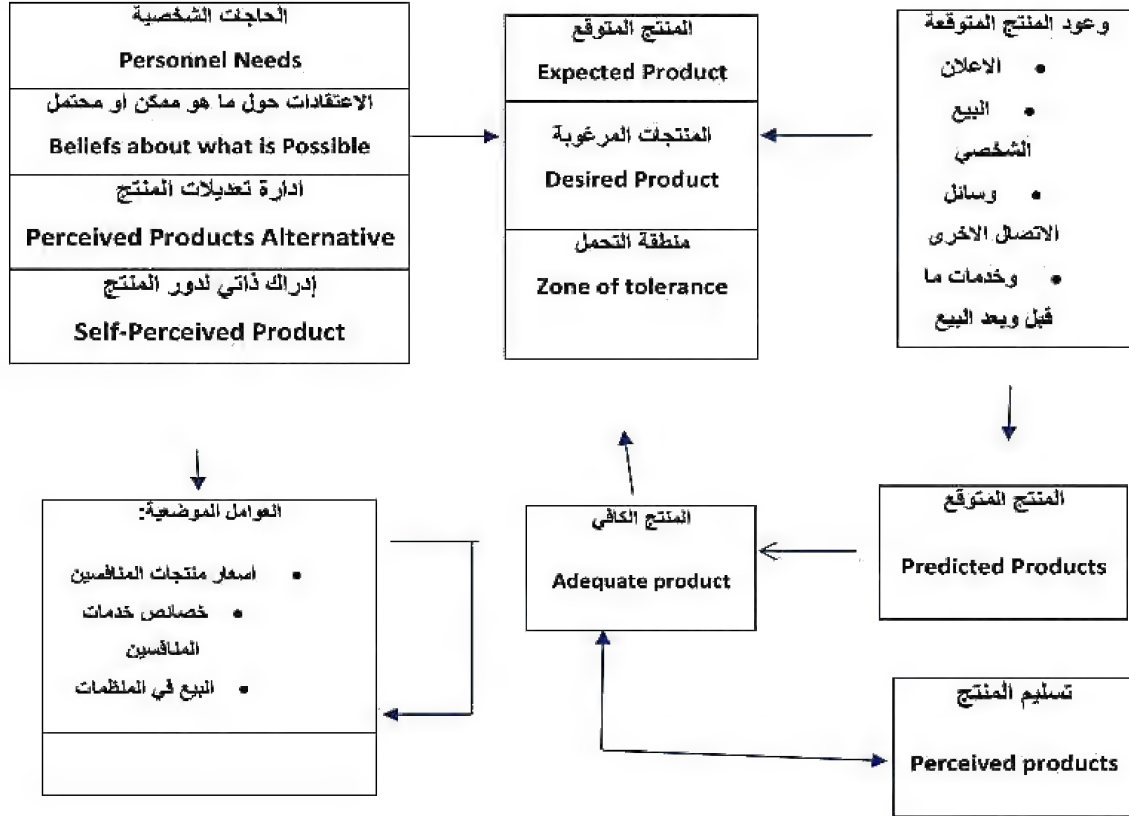 الحاجات الشخصية
Personnel Needs
الاعتقادات حول ما هو ممكن او محتمل
Beliefs about what is Possible
ادارة تعديلات المنتج
Perceived Products Alternative
إدراك ذاتي لدور المنتج
Self-Perceived Product
المنتج المتوقع
Expected Product
المنتجات المرغوبة
Desired Product
منطقة التحمل
Zone of tolerance
وعود المنتج المتوقعة
• الاعلان
• البيع
الشخصي
• وسائل
الاتصال الاخرى
• وخدمات ما
قبل وبعد البيع
العوامل الموضعية:
• اسعار منتجات المنافسين
• خصائص خدمات
المنافسين
• البيع في المنظمات
المنتج الكافي
Adequate product
المنتج المتوقع
Predicted Products
تسليم المنتج
Perceived products